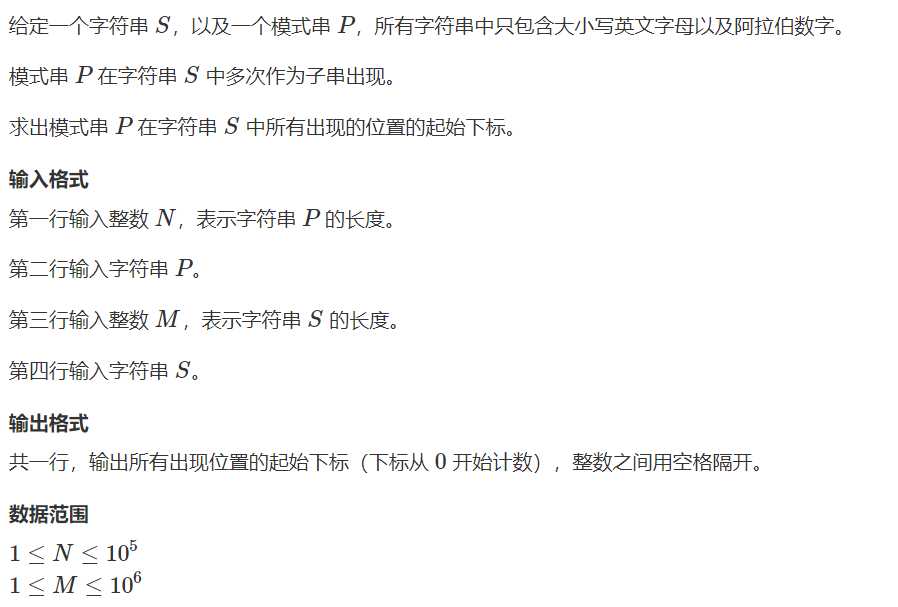 给定一个字符串 S，以及一个模式串 P，所有字符串中只包含大小写英文字母以及阿拉伯数字。
模式串 P 在字符串 S 中多次作为子串出现。
求出模式串 P 在字符串 S 中所有出现的位置的起始下标。
输入格式
第一行输入整数 N，表示字符串 P 的长度。
第二行输入字符串 P。
第三行输入整数 M，表示字符串 S 的长度。
第四行输入字符串 S。
输出格式
共一行，输出所有出现位置的起始下标（下标从 0 开始计数），整数之间用空格隔开。
数据范围
1 ≤ N ≤ 10⁵
1 ≤ M ≤ 10⁶